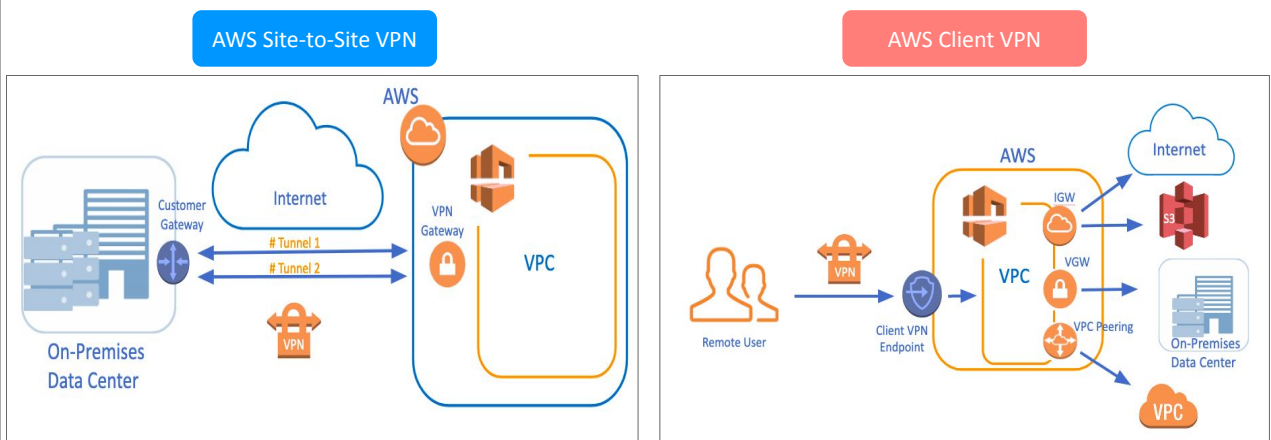 AWS Site-to-Site VPN
AWS Client VPN
AWS
Internet
Customer
Gateway
VPN
Gateway
# Tunnel 1
# Tunnel 2
VPC
VPN
On-Premises
Data Center
AWS
Internet
IGW
S3
VPN
VPC
VGW
Client VPN
Endpoint
VPC Peering
Remote User
On-Premises
Data Center
VPC